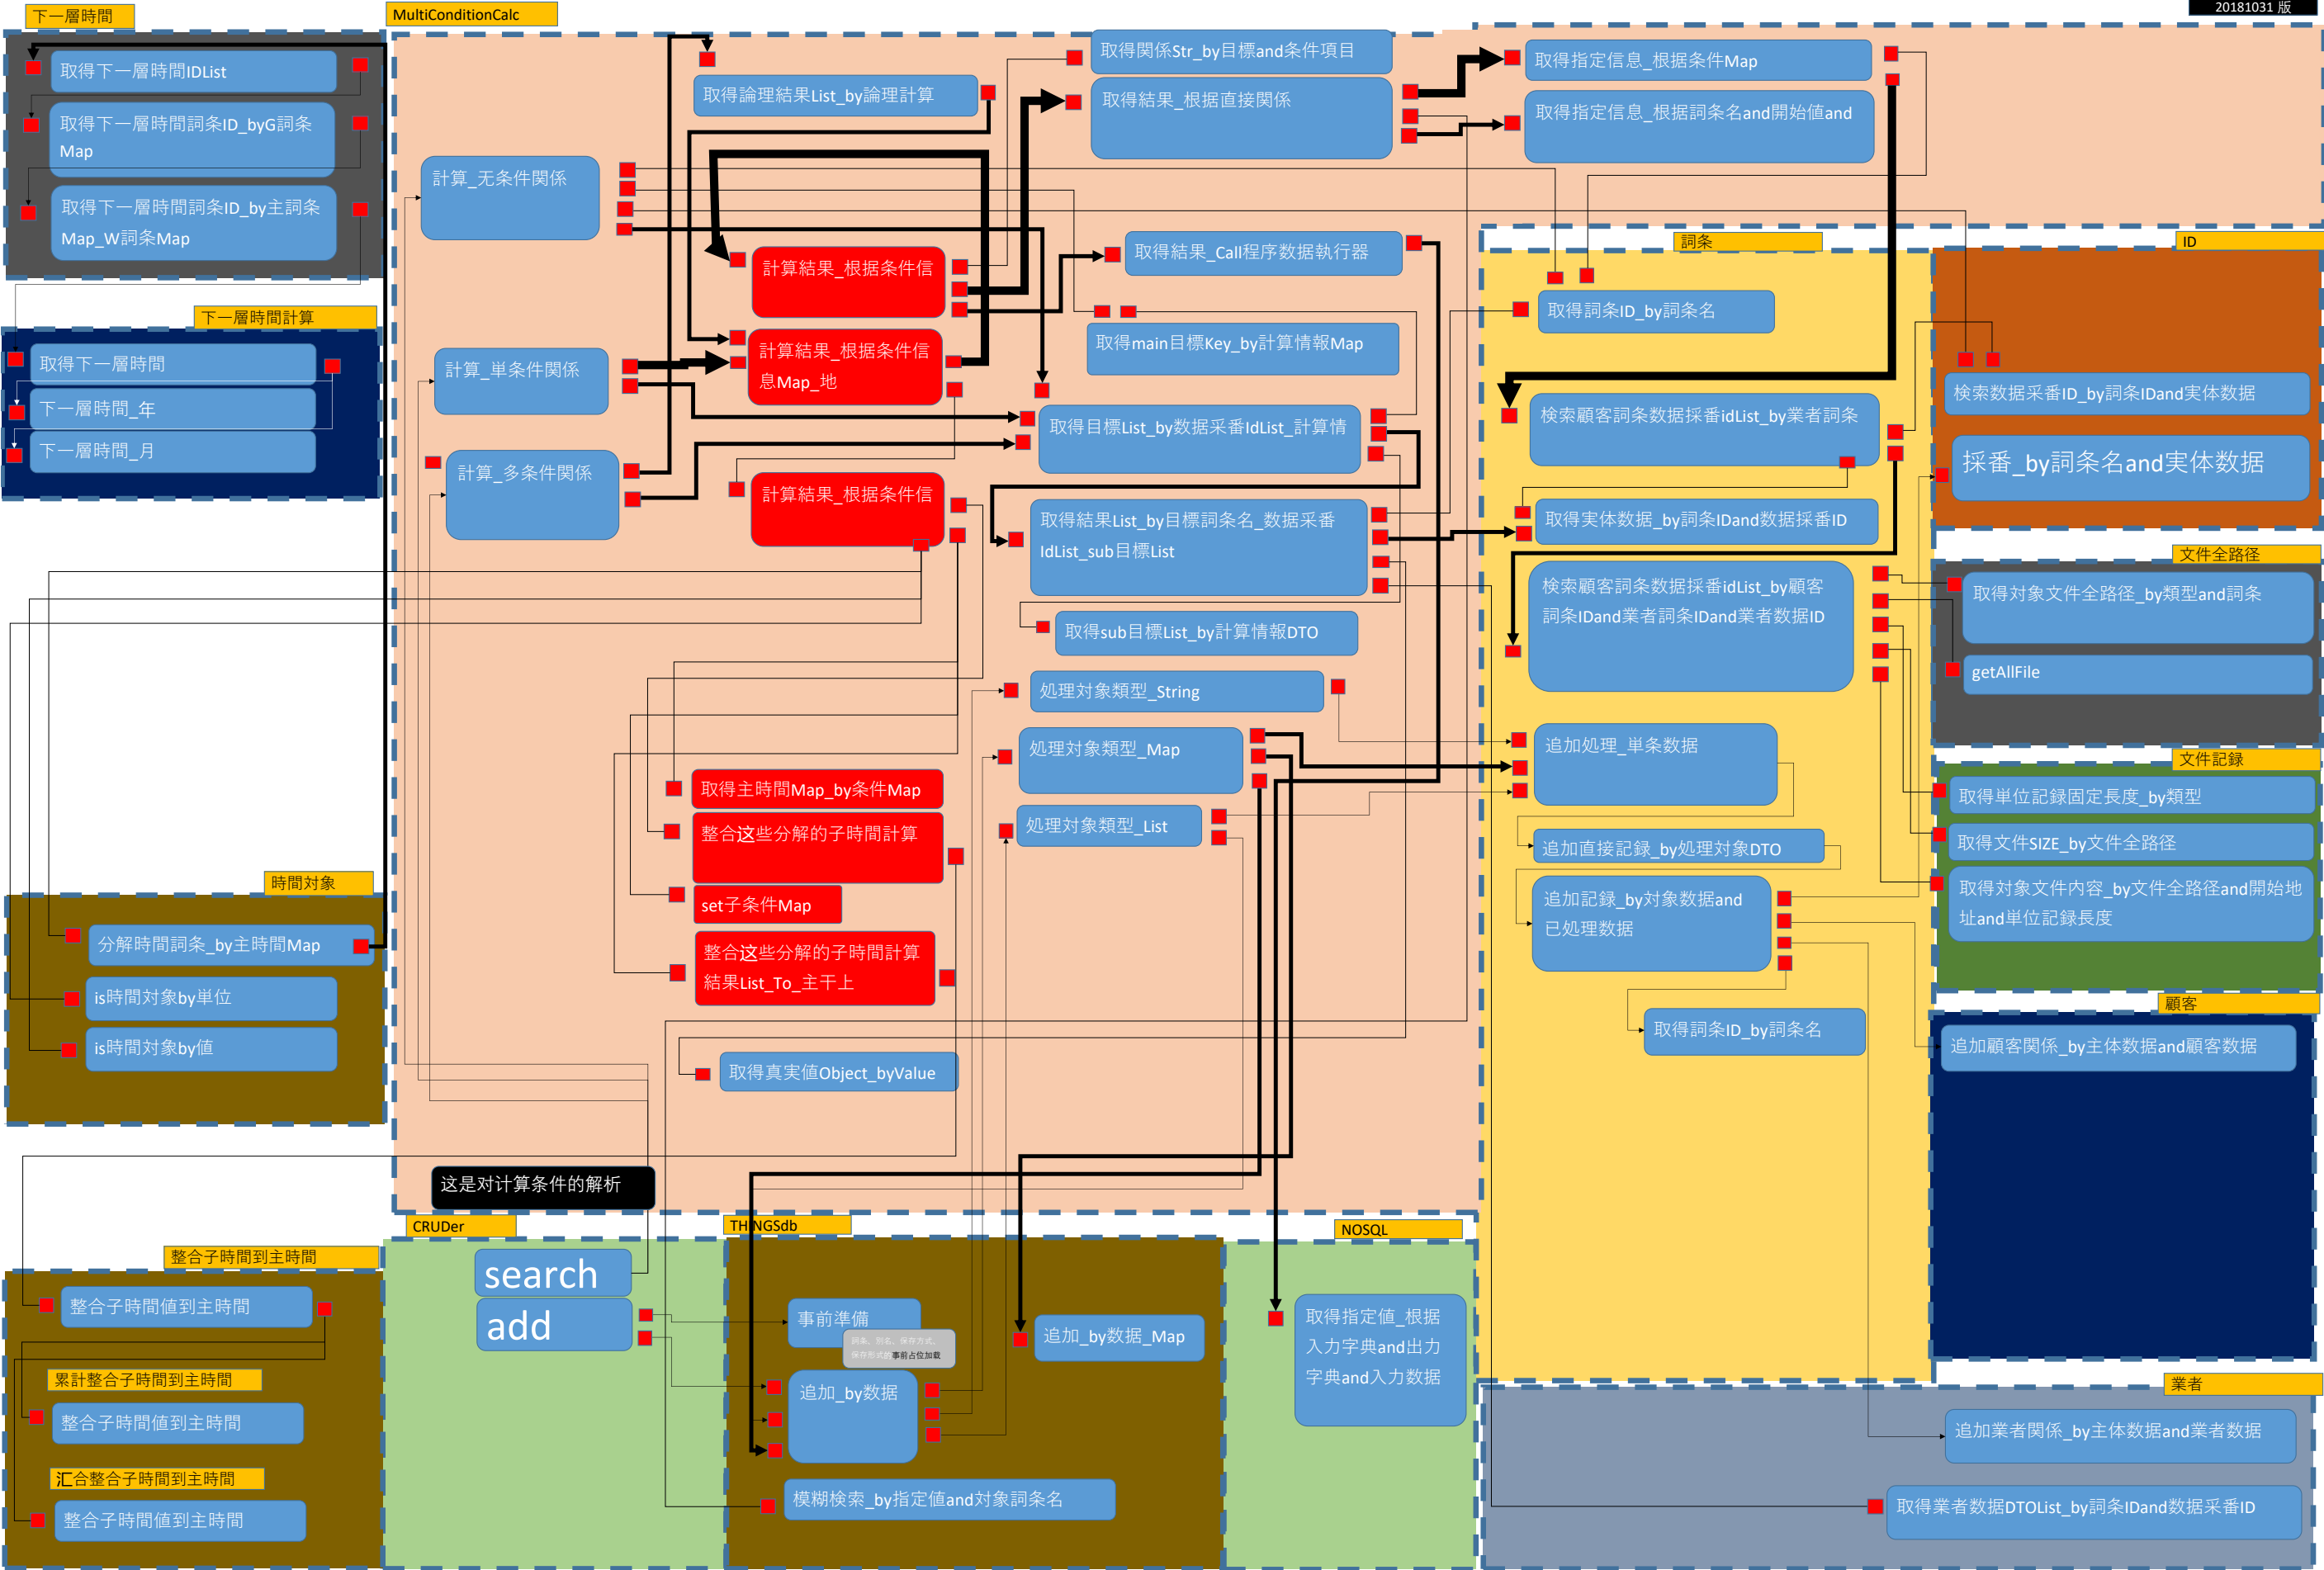 20181031 版
下一層時間
取得下一層時間IDList
取得下一層時間詞条ID_byG詞条
Map
取得下一層時間詞条ID_by主詞条
Map_W詞条Map
下一層時間計算
取得下一層時間
下一層時間_年
下一層時間_月
時間対象
分解時間詞条_by主時間Map
is時間対象by単位
is時間対象by値
整合子時間到主時間
整合子時間値到主時間
累計整合子時間到主時間
整合子時間値到主時間
汇合整合子時間到主時間
整合子時間値到主時間
MultiConditionCalc
取得論理結果List_by論理計算
計算_无条件関係
計算_単条件関係
計算_多条件関係
計算結果_根据条件信
計算結果_根据条件信
息Map_地
計算結果_根据条件信
取得主時間Map_by条件Map
整合这些分解的子時間計算
set子条件Map
整合这些分解的子時間計算
結果List_To_主干上
取得真実値Object_byValue
这是对计算条件的解析
取得関係Str_by目標and条件項目
取得結果_根据直接関係
取得結果_Call程序数据執行器
取得main目標Key_by計算情報Map
取得目標List_by数据采番IdList_計算情
取得結果List_by目標詞条名_数据采番
IdList_sub目標List
取得sub目標List_by計算情報DTO
処理対象類型_String
処理対象類型_Map
処理対象類型_List
取得指定信息_根据条件Map
取得指定信息_根据詞条名and開始値and
詞条
取得詞条ID_by詞条名
検索顧客詞条数据採番idList_by業者詞条
取得実体数据_by詞条IDand数据採番ID
検索顧客詞条数据採番idList_by顧客
詞条IDand業者詞条IDand業者数据ID
追加処理_単条数据
追加直接記録_by処理対象DTO
追加記録_by対象数据and
已処理数据
取得詞条ID_by詞条名
ID
検索数据采番ID_by詞条IDand実体数据
採番_by詞条名and実体数据
文件全路径
取得対象文件全路径_by類型and詞条
getAllFile
文件記録
取得単位記録固定長度_by類型
取得文件SIZE_by文件全路径
取得対象文件内容_by文件全路径and開始地
址and単位記録長度
顧客
追加顧客関係_by主体数据and顧客数据
業者
追加業者関係_by主体数据and業者数据
取得業者数据DTOList_by詞条IDand数据采番ID
CRUDer
search
add
THINGSdb
事前準備
詞条、別名、保存方式、
保存形式的事前占位加载
追加_by数据
追加_by数据_Map
模糊検索_by指定値and対象詞条名
NOSQL
取得指定値_根据
入力字典and出力
字典and入力数据